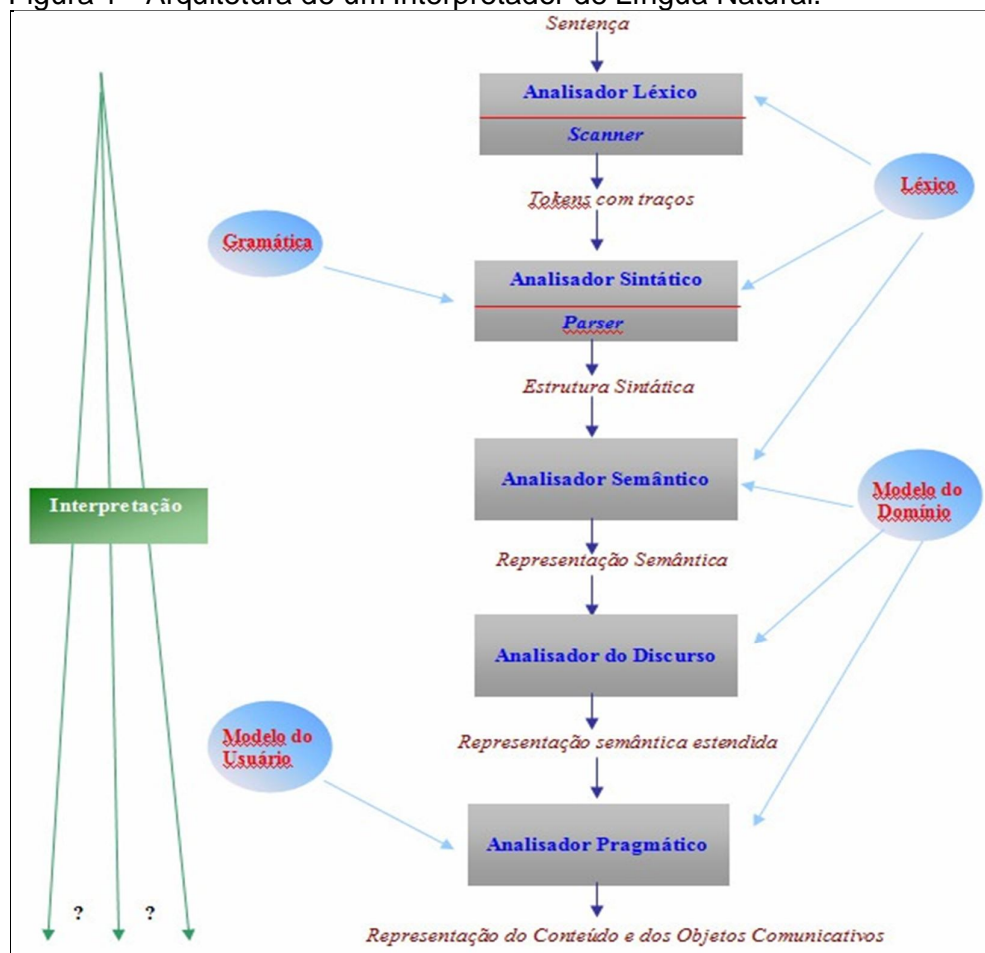 Figura 1 - Arquitetura de um Interpretador de Língua Natural.
Sentença
Analisador Léxico
Scanner
Léxico
Tokens com traços
Gramática
Analisador Sintático
Parser
Estrutura Sintática
Analisador Semântico
Modelo do
Domínio
Interpretação
Representação Semântica
Analisador do Discurso
Modelo do
Usuário
Representação semântica estendida
Analisador Pragmático
? ?
Representação do Conteúdo e dos Objetos Comunicativos